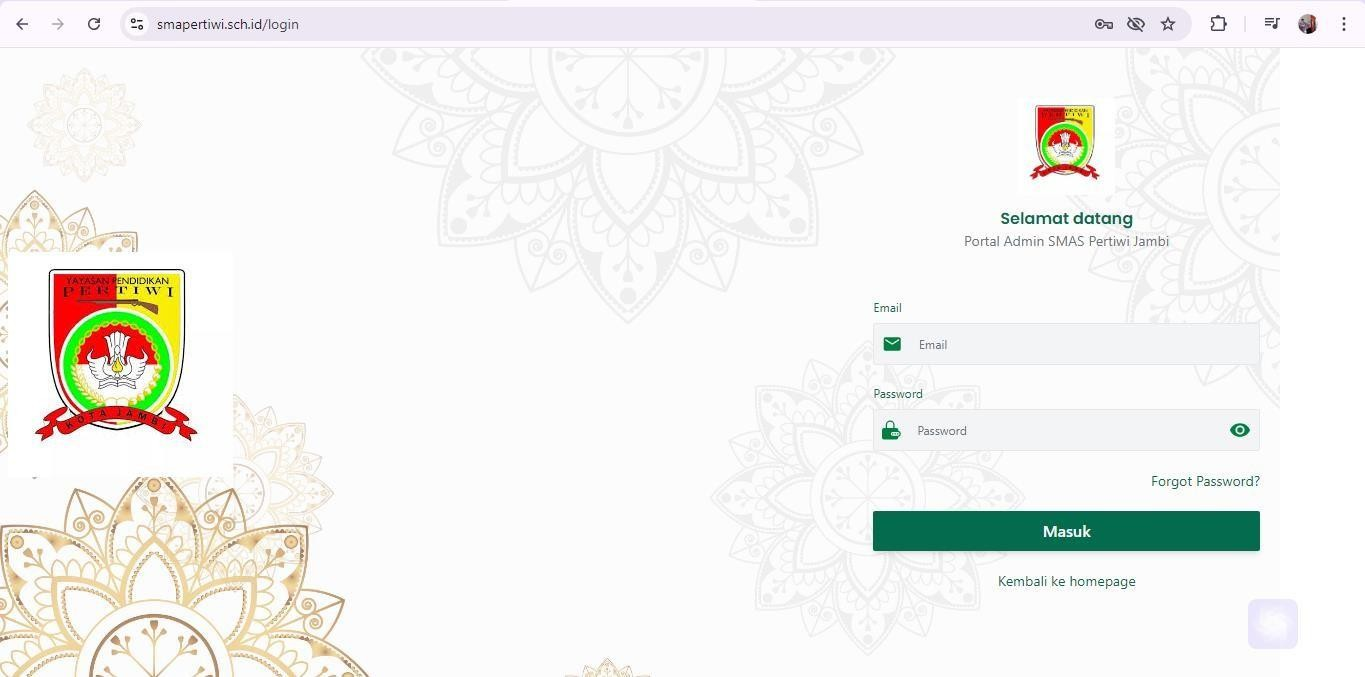 smapertiwi.sch.id/login
YAYASAN PENDIDIKAN
PERTIWI
KOTA JAMBI
PERTIWI
Selamat datang
Portal Admin SMAS Pertiwi Jambi
Email
Email
Password
Password
Forgot Password?
Masuk
Kembali ke homepage